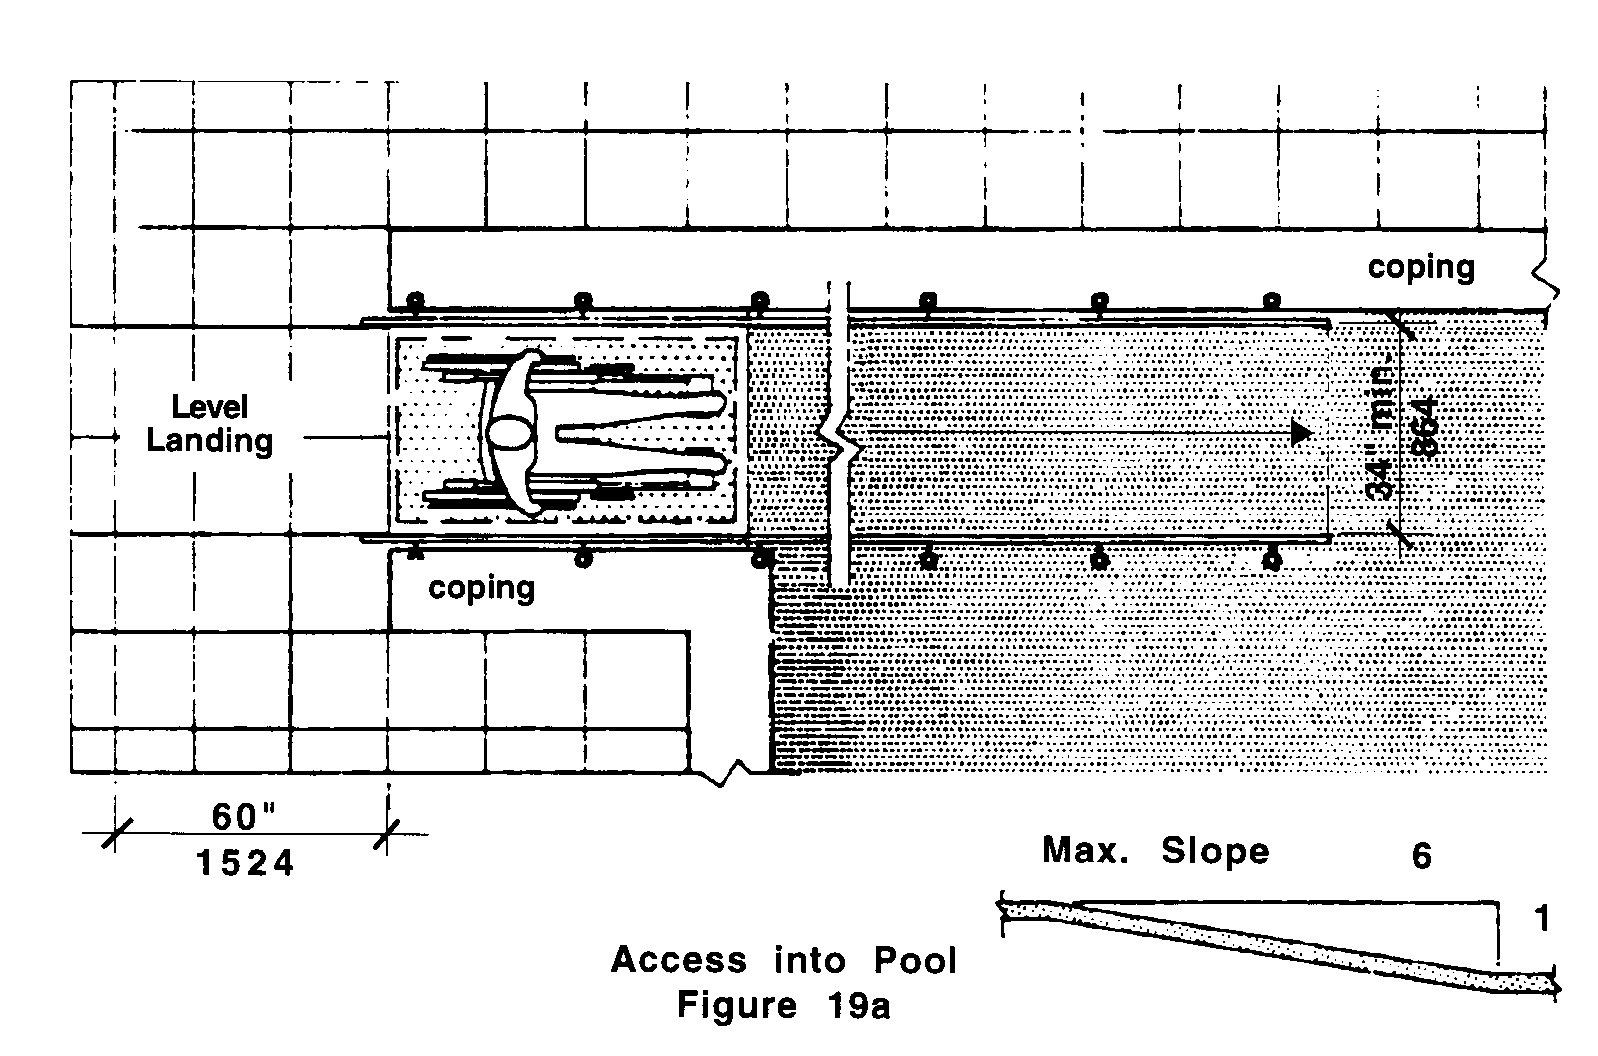 coping
Level
Landing
34" min.
864
coping
60"
1524
Max. Slope 6
1
Access into Pool
Figure 19a